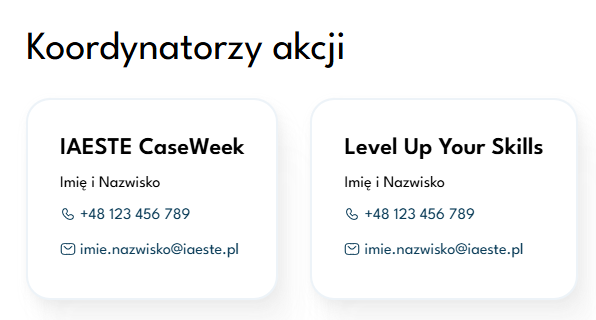 Koordynatorzy akcji
IAESTE CaseWeek
Imię i Nazwisko
+48 123 456 789
imie.nazwisko@iaeste.pl
Level Up Your Skills
Imię i Nazwisko
+48 123 456 789
imie.nazwisko@iaeste.pl